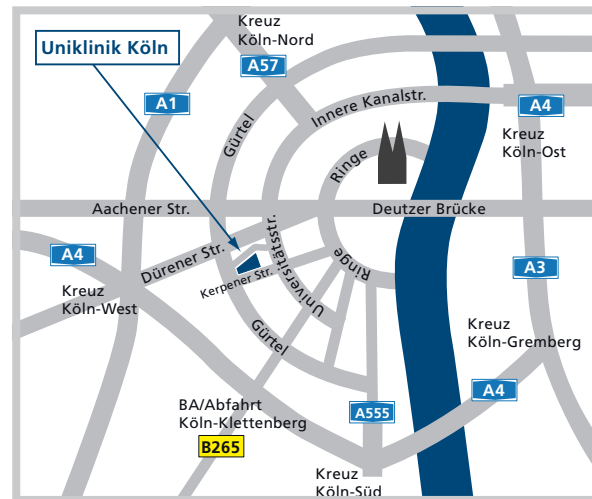 Kreuz
Köln-Nord
Uniklinik Köln
A57
A1
Innere Kanalstr.
A4
Gürtel
Kreuz
Köln-Ost
Ringe
Aachener Str.
Deutzer Brücke
A4
Dürener Str.
Universitätsstr.
Ringe
A3
Kerpener Str.
Kreuz
Köln-West
Gürtel
Kreuz
Köln-Gremberg
A4
BA/Abfahrt
Köln-Klettenberg
A555
B265
Kreuz
Köln-Süd